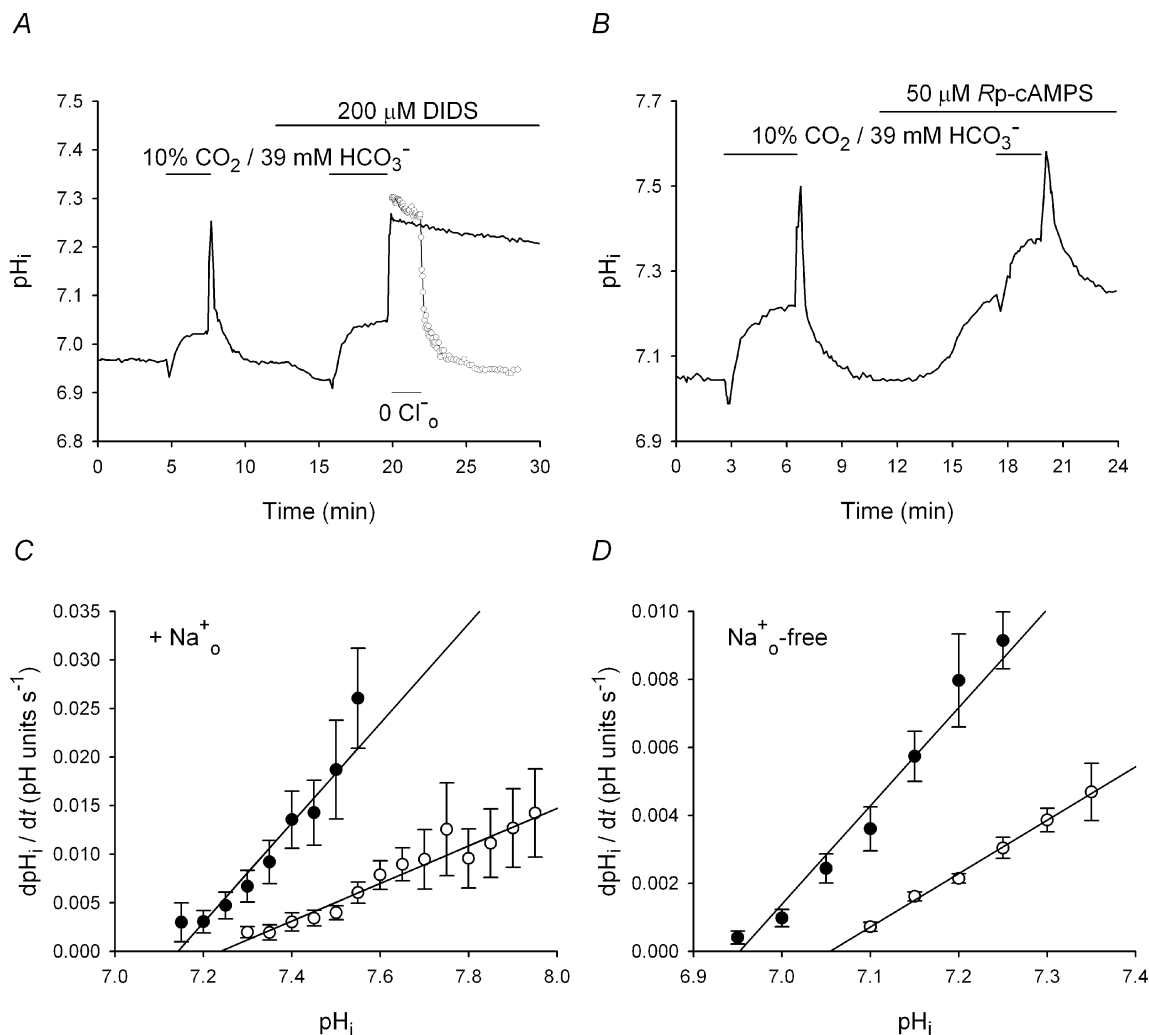 A
7.5
7.4
7.3
7.2
7.1
7.0
6.9
6.8
pHᵢ
200 μM DIDS
10% CO₂ / 39 mM HCO₃⁻
0 Cl⁻ₒ
0 5 10 15 20 25 30
Time (min)
B
7.7
7.5
7.3
7.1
6.9
pHᵢ
50 μM Rp-cAMPS
10% CO₂ / 39 mM HCO₃⁻
0 3 6 9 12 15 18 21 24
Time (min)
C
0.035
0.030
0.025
0.020
0.015
0.010
0.005
0.000
dpHᵢ / dt (pH units s⁻¹)
+ Na⁺ₒ
7.0 7.2 7.4 7.6 7.8 8.0
pHᵢ
D
0.010
0.008
0.006
0.004
0.002
0.000
dpHᵢ / dt (pH units s⁻¹)
Na⁺ₒ-free
6.9 7.0 7.1 7.2 7.3 7.4
pHᵢ